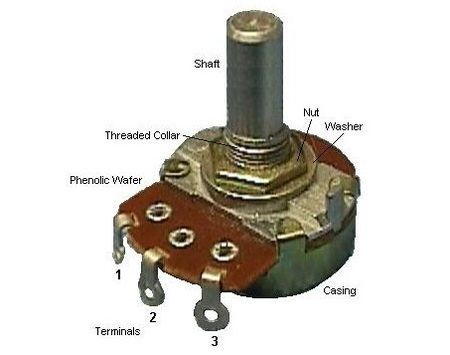 Shaft
Nut
Washer
Threaded Collar
Phenolic Wafer
1
2
3
Casing
Terminals